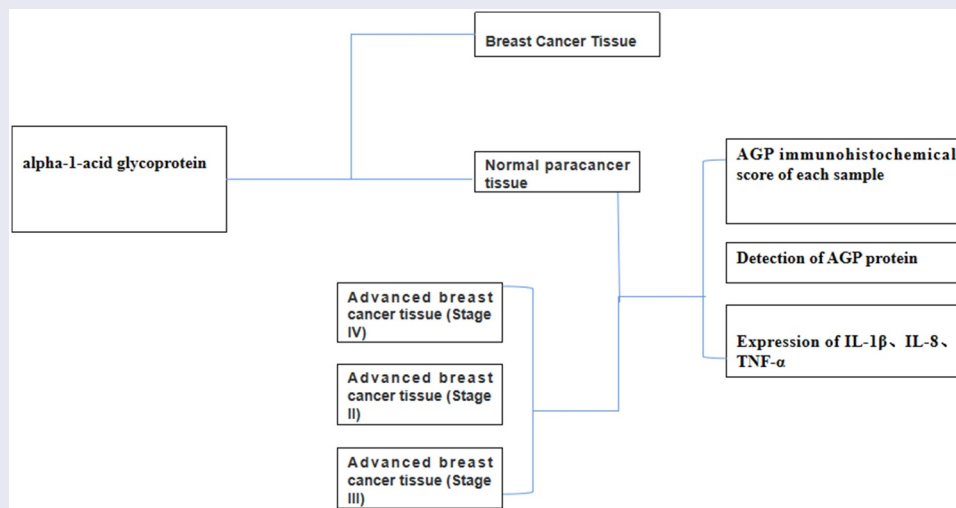 Breast Cancer Tissue
alpha-1-acid glycoprotein
Normal paracancer
tissue
AGP immunohistochemical
score of each sample
Detection of AGP protein
Expression of IL-1β、IL-8、
TNF-α
Advanced breast
cancer tissue (Stage
IV)
Advanced breast
cancer tissue (Stage
II)
Advanced breast
cancer tissue (Stage
III)